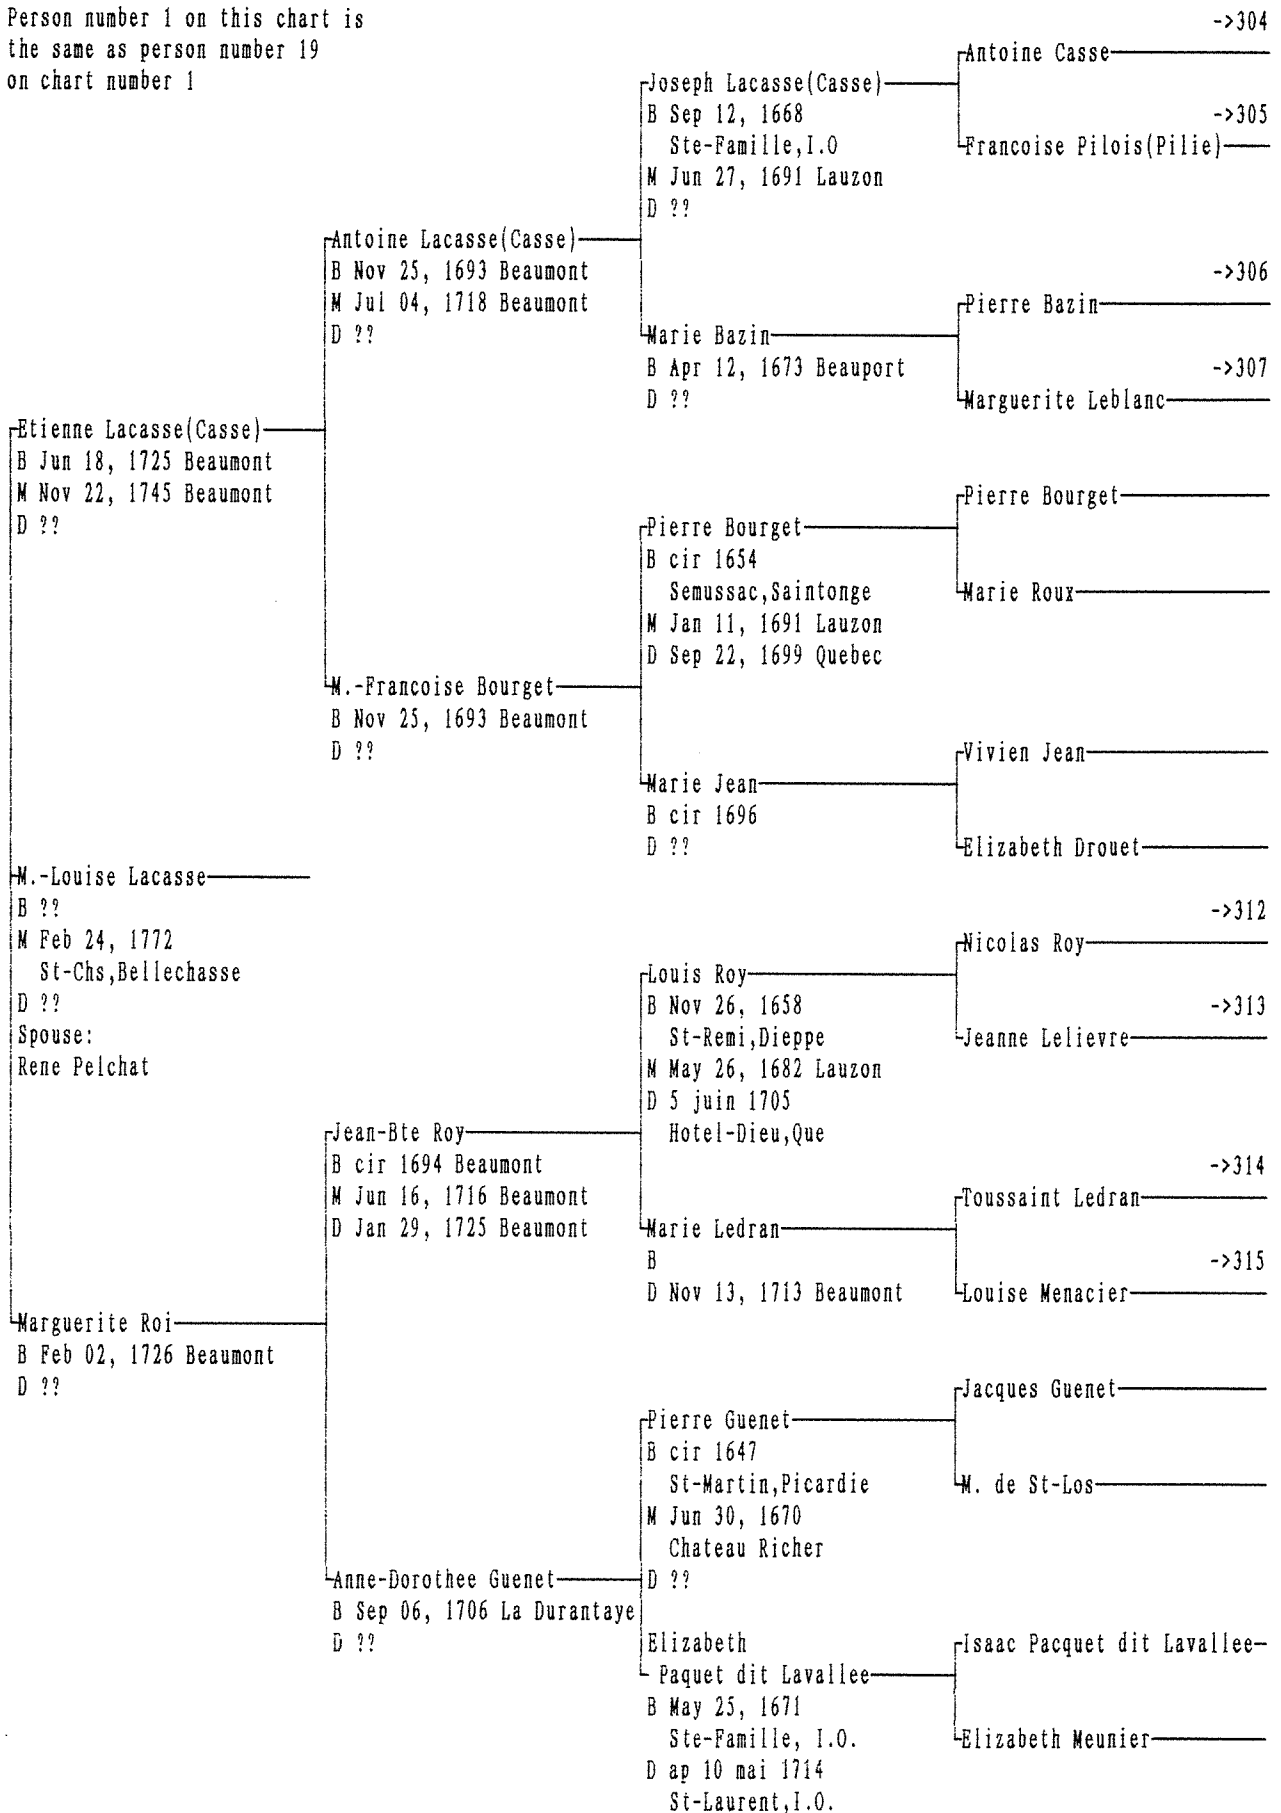 Person number 1 on this chart is
the same as person number 19
on chart number 1
->304
Antoine Casse
Joseph Lacasse(Casse)
B Sep 12, 1668
Ste-Famille,I.O
M Jun 27, 1691 Lauzon
D ??
->305
Francoise Pilois(Pilie)
Antoine Lacasse(Casse)
B Nov 25, 1693 Beaumont
M Jul 04, 1718 Beaumont
D ??
->306
Pierre Bazin
Marie Bazin
B Apr 12, 1673 Beauport
D ??
->307
Marguerite Leblanc
Etienne Lacasse(Casse)
B Jun 18, 1725 Beaumont
M Nov 22, 1745 Beaumont
D ??
Pierre Bourget
Pierre Bourget
B cir 1654
Semussac,Saintonge
M Jan 11, 1691 Lauzon
D Sep 22, 1699 Quebec
Marie Roux
M.-Francoise Bourget
B Nov 25, 1693 Beaumont
D ??
Vivien Jean
Marie Jean
B cir 1696
D ??
Elizabeth Drouet
M.-Louise Lacasse
B ??
M Feb 24, 1772
St-Chs,Bellechasse
D ??
Spouse:
Rene Pelchat
->312
Nicolas Roy
Louis Roy
B Nov 26, 1658
St-Remi,Dieppe
M May 26, 1682 Lauzon
D 5 juin 1705
Hotel-Dieu,Que
->313
Jeanne Lelievre
Jean-Bte Roy
B cir 1694 Beaumont
M Jun 16, 1716 Beaumont
D Jan 29, 1725 Beaumont
->314
Toussaint Ledran
Marie Ledran
B
D Nov 13, 1713 Beaumont
->315
Louise Menacier
Marguerite Roi
B Feb 02, 1726 Beaumont
D ??
Jacques Guenet
Pierre Guenet
B cir 1647
St-Martin,Picardie
M Jun 30, 1670
Chateau Richer
D ??
M. de St-Los
Anne-Dorothee Guenet
B Sep 06, 1706 La Durantaye
D ??
Isaac Pacquet dit Lavallee
Elizabeth
Paquet dit Lavallee
B May 25, 1671
Ste-Famille, I.O.
D ap 10 mai 1714
St-Laurent,I.O.
Elizabeth Meunier